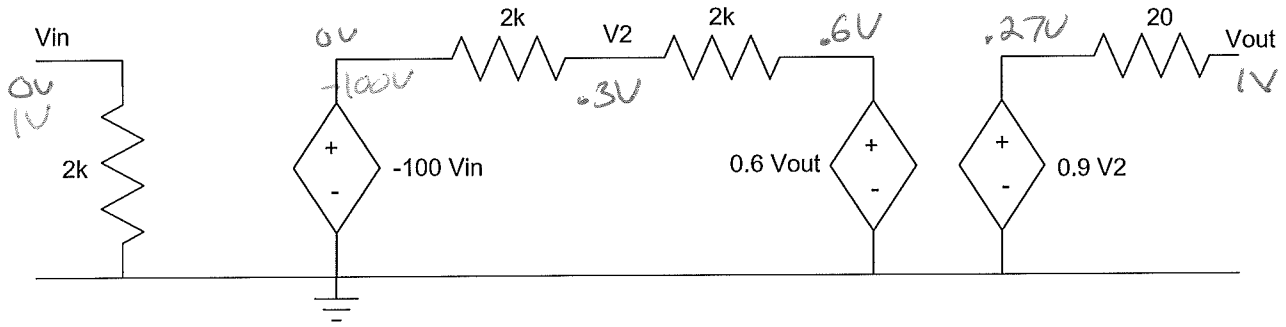 Vin
0V
1V
2k
0V
-100V
+
-
-100 Vin
2k
V2
.3V
2k
.6V
0.6 Vout
+
-
.27V
+
-
0.9 V2
20
Vout
1V